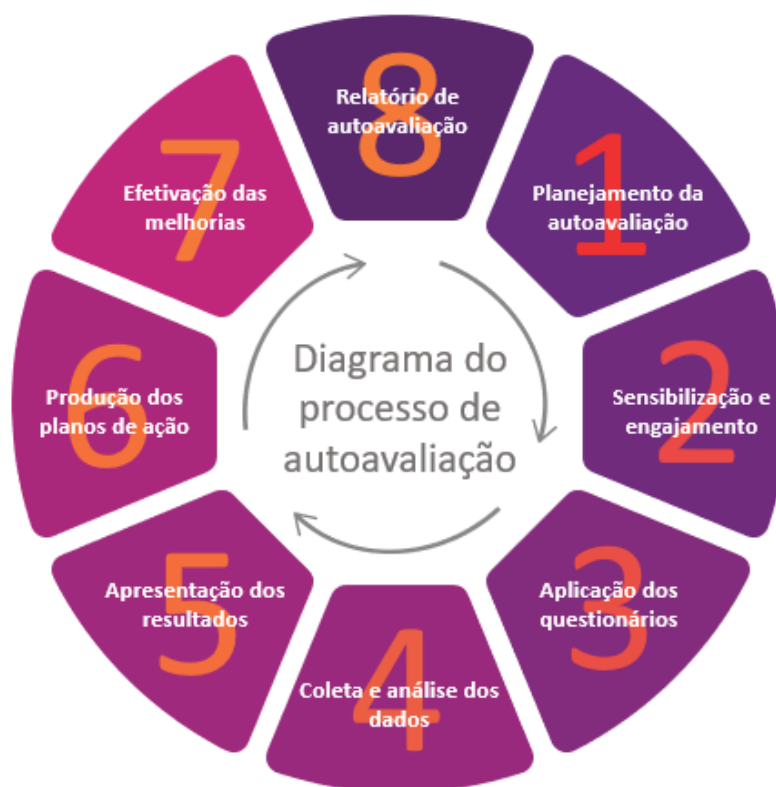 Diagrama do
processo de
autoavaliação
1
Planejamento da
autoavaliação
2
Sensibilização e
engajamento
3
Aplicação dos
questionários
4
Coleta e análise dos
dados
5
Apresentação dos
resultados
6
Produção dos
planos de ação
7
Efetivação das
melhorias
8
Relatório de
autoavaliação